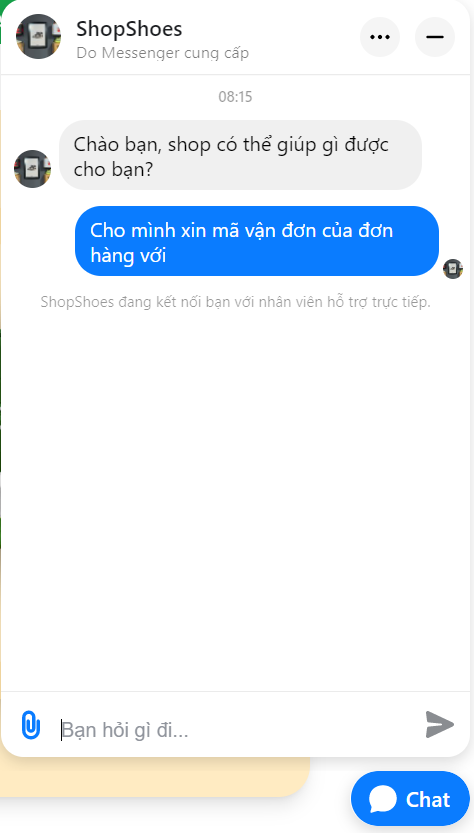 ShopShoes
Do Messenger cung cấp
08:15
Chào bạn, shop có thể giúp gì được
cho bạn?
Cho mình xin mã vận đơn của đơn
hàng với
ShopShoes đang kết nối bạn với nhân viên hỗ trợ trực tiếp.
Bạn hỏi gì đi...
Chat